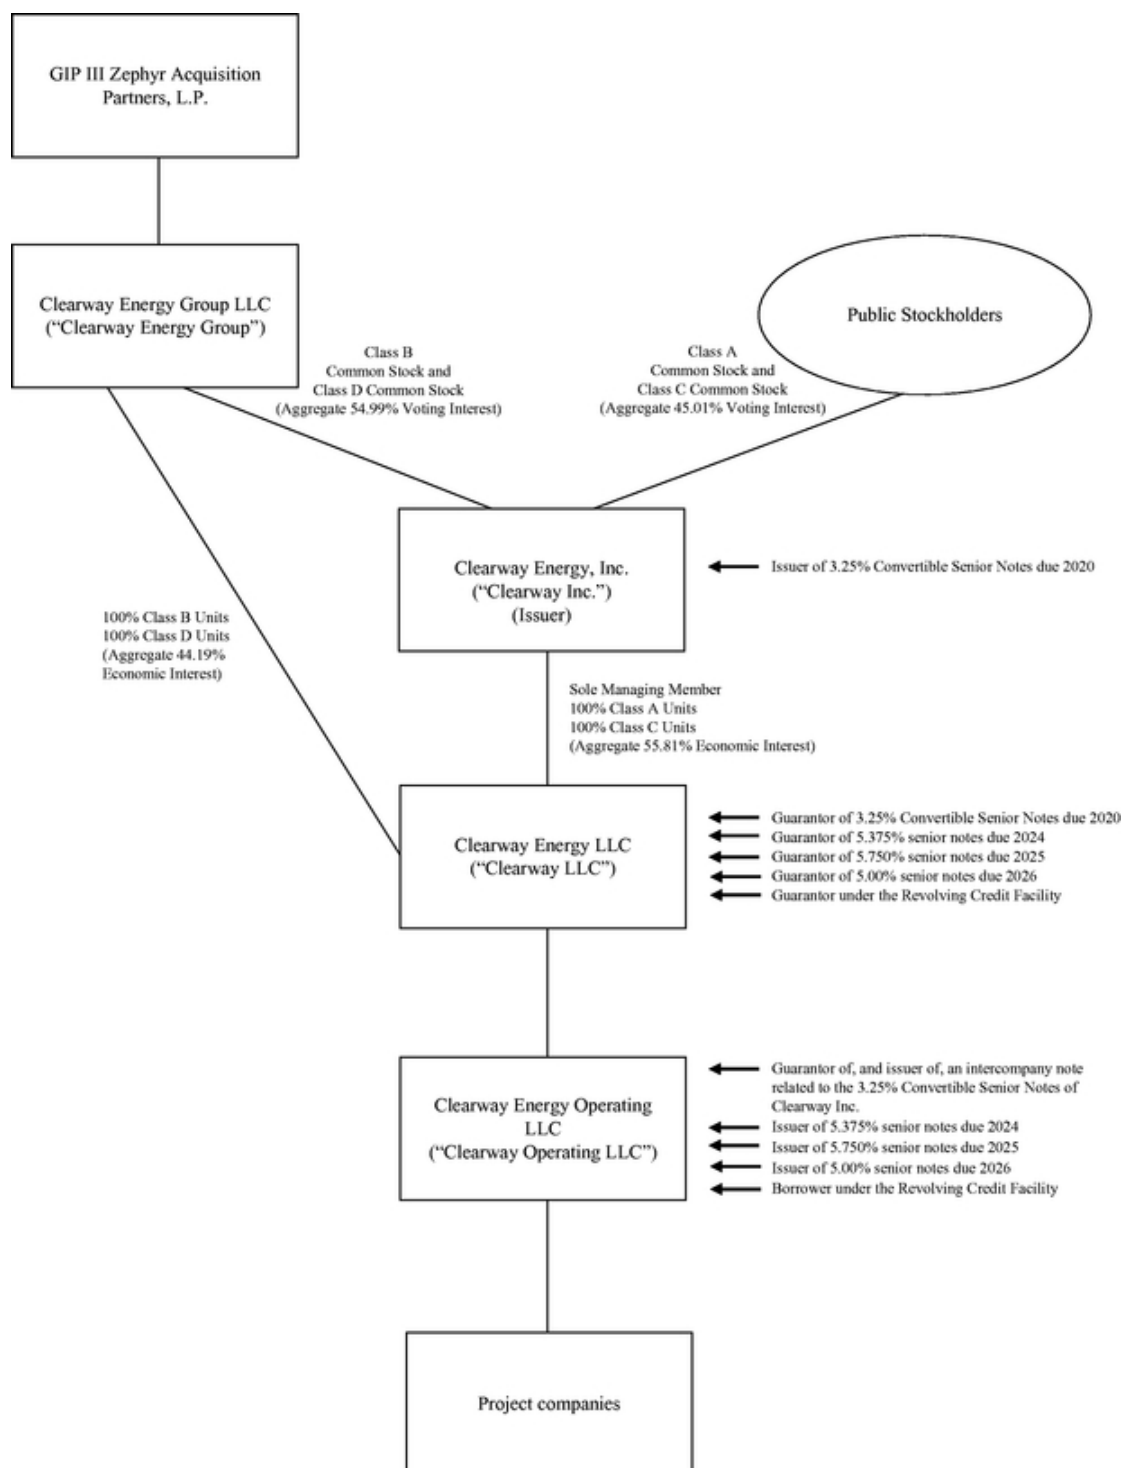 GIP III Zephyr Acquisition
Partners, L.P.
Clearway Energy Group LLC
(“Clearway Energy Group”)
Public Stockholders
Class B
Common Stock and
Class D Common Stock
(Aggregate 54.99% Voting Interest)
Class A
Common Stock and
Class C Common Stock
(Aggregate 45.01% Voting Interest)
Clearway Energy, Inc.
(“Clearway Inc.”)
(Issuer)
Issuer of 3.25% Convertible Senior Notes due 2020
100% Class B Units
100% Class D Units
(Aggregate 44.19%
Economic Interest)
Sole Managing Member
100% Class A Units
100% Class C Units
(Aggregate 55.81% Economic Interest)
Clearway Energy LLC
(“Clearway LLC”)
Guarantor of 3.25% Convertible Senior Notes due 2020
Guarantor of 5.375% senior notes due 2024
Guarantor of 5.750% senior notes due 2025
Guarantor of 5.00% senior notes due 2026
Guarantor under the Revolving Credit Facility
Clearway Energy Operating
LLC
(“Clearway Operating LLC”)
Guarantor of, and issuer of, an intercompany note
related to the 3.25% Convertible Senior Notes of
Clearway Inc.
Issuer of 5.375% senior notes due 2024
Issuer of 5.750% senior notes due 2025
Issuer of 5.00% senior notes due 2026
Borrower under the Revolving Credit Facility
Project companies